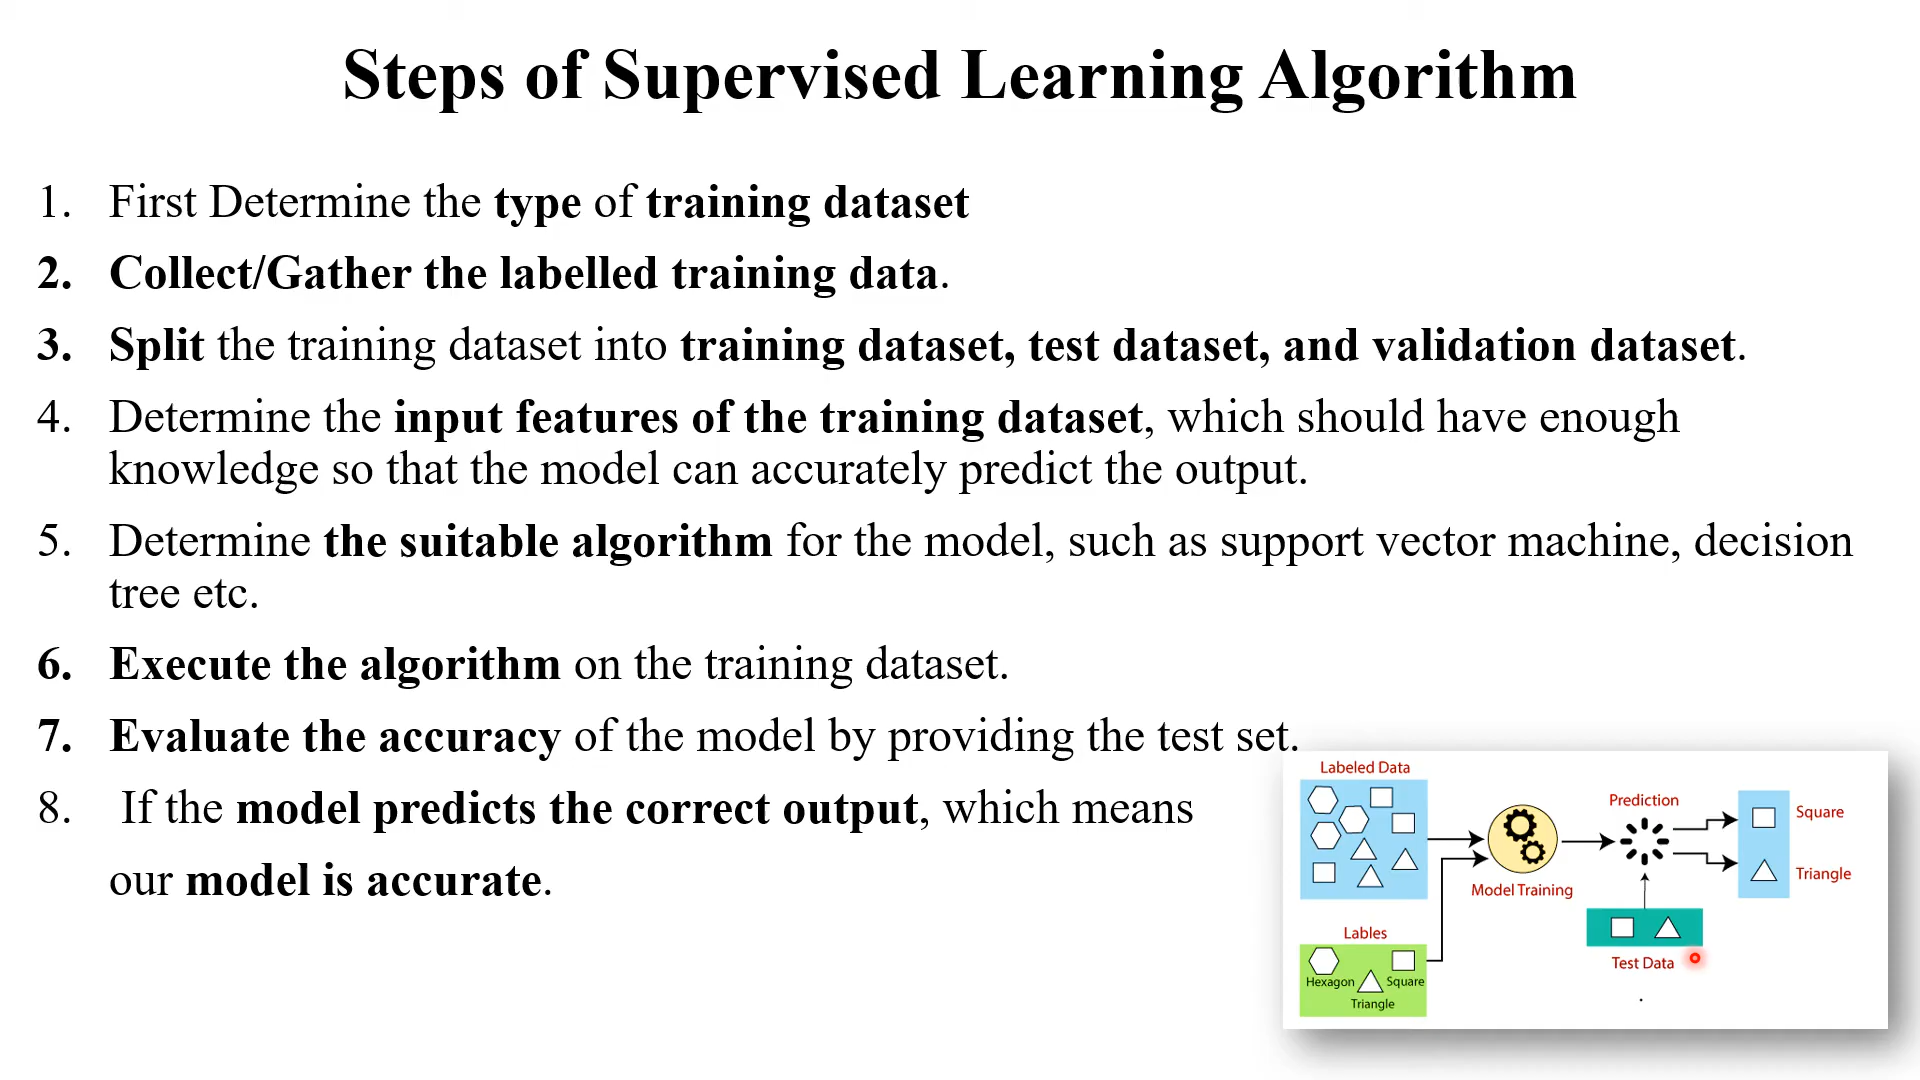 Steps of Supervised Learning Algorithm
1. First Determine the type of training dataset
2. Collect/Gather the labelled training data.
3. Split the training dataset into training dataset, test dataset, and validation dataset.
4. Determine the input features of the training dataset, which should have enough
knowledge so that the model can accurately predict the output.
5. Determine the suitable algorithm for the model, such as support vector machine, decision
tree etc.
6. Execute the algorithm on the training dataset.
7. Evaluate the accuracy of the model by providing the test set.
8. If the model predicts the correct output, which means
our model is accurate.
Labeled Data
Prediction
Square
Triangle
Model Training
Lables
Hexagon
Square
Triangle
Test Data